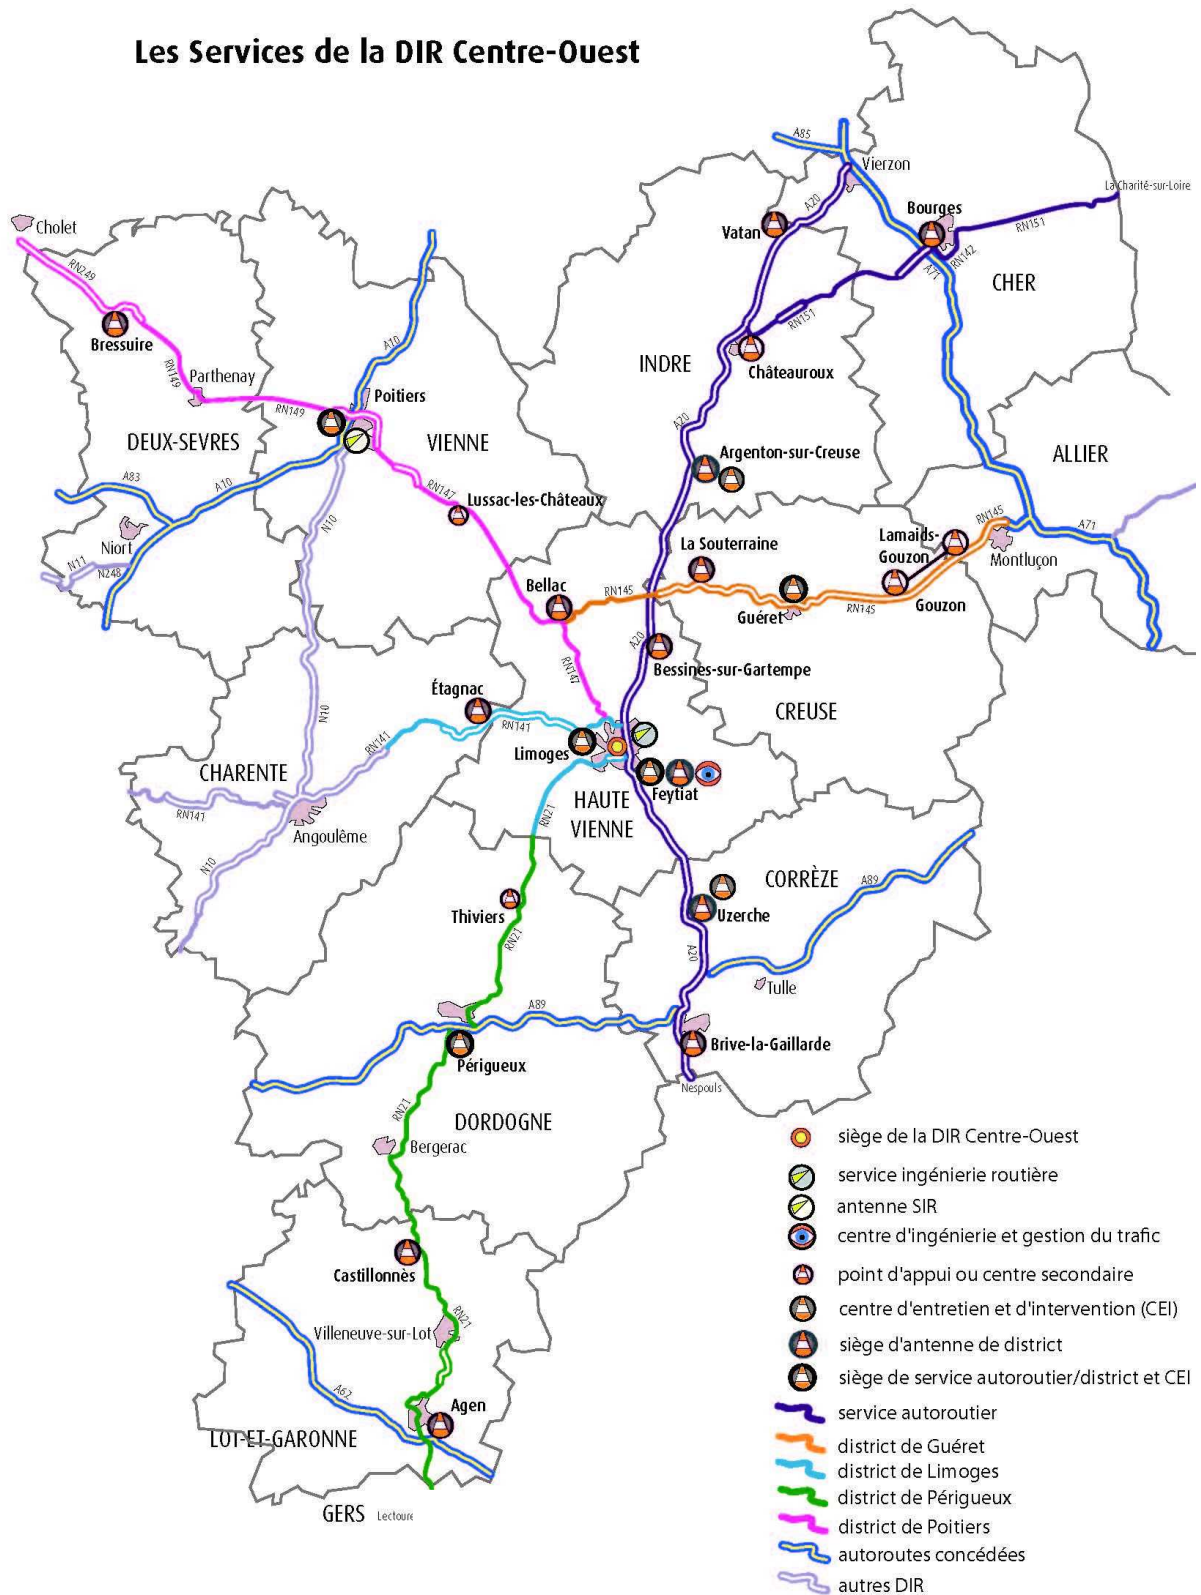 Les Services de la DIR Centre-Ouest
A85
Vierzon
La Charité-sur-Loire
A20
Bourges
Vatan
RN151
RN142
A71
CHER
Cholet
RN249
Bressuire
A10
RN151
INDRE
Châteauroux
RN149
Parthenay
Poitiers
RN149
DEUX-SEVRES
VIENNE
A20
Argenton-sur-Creuse
ALLIER
A83
A10
RN147
Lussac-les-Châteaux
N10
Niort
N11
N248
RN145
A71
La Souterraine
Lamaids-
Gouzon
Montluçon
Bellac
RN145
Guéret
RN145
Gouzon
A20
Bessines-sur-Gartempe
RN147
CREUSE
Étagnac
N10
RN141
RN141
Limoges
CHARENTE
RN141
Feytiat
HAUTE
VIENNE
Angoulême
RN21
N10
CORRÈZE
A89
Thiviers
Uzerche
RN21
A20
Tulle
A89
Périgueux
Brive-la-Gaillarde
Nespouls
RN21
DORDOGNE
Bergerac
Castillonnès
RN21
Villeneuve-sur-Lot
A62
Agen
LOT-ET-GARONNE
GERS
Lectoure
siège de la DIR Centre-Ouest
service ingénierie routière
antenne SIR
centre d'ingénierie et gestion du trafic
point d'appui ou centre secondaire
centre d'entretien et d'intervention (CEI)
siège d'antenne de district
siège de service autoroutier/district et CEI
service autoroutier
district de Guéret
district de Limoges
district de Périgueux
district de Poitiers
autoroutes concédées
autres DIR